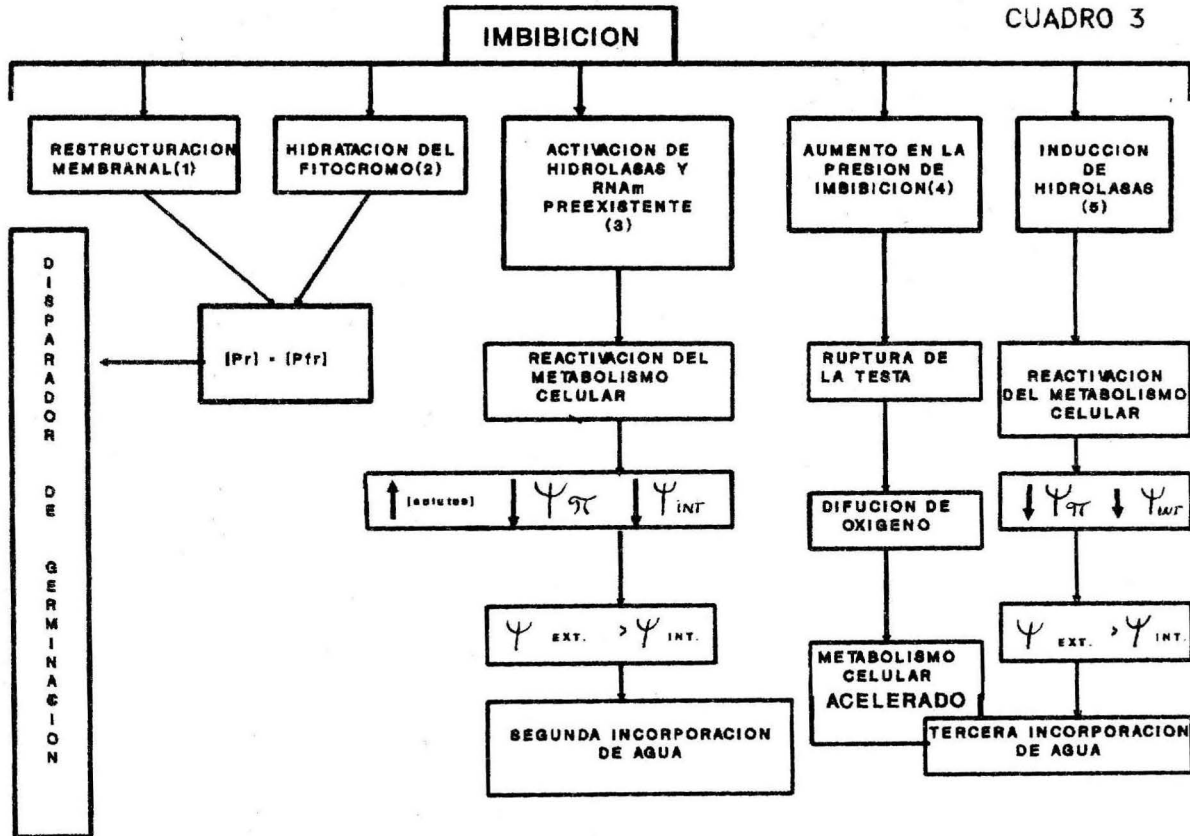 CUADRO 3
IMBIBICION
RESTRUCTURACION
MEMBRANAL(1)
HIDRATACION DEL
FITOCROMO(2)
ACTIVACION DE
HIDROLASAS Y
RNAm
PREEXISTENTE
(3)
AUMENTO EN LA
PRESION DE
IMBIBICION(4)
INDUCCION
DE
HIDROLASAS
(5)
DISPARADOR DE GERMINACION
[Pr] - [Pfr]
REACTIVACION DEL
METABOLISMO
CELULAR
RUPTURA DE
LA TESTA
REACTIVACION
DEL METABOLISMO
CELULAR
↑ [solutos] ↓ Ψπ ↓ ΨINT
DIFUCION DE
OXIGENO
↓ Ψπ ↓ ΨINT
Ψ EXT. > Ψ INT.
METABOLISMO
CELULAR
ACELERADO
Ψ EXT. > Ψ INT.
SEGUNDA INCORPORACION
DE AGUA
TERCERA INCORPORACION
DE AGUA